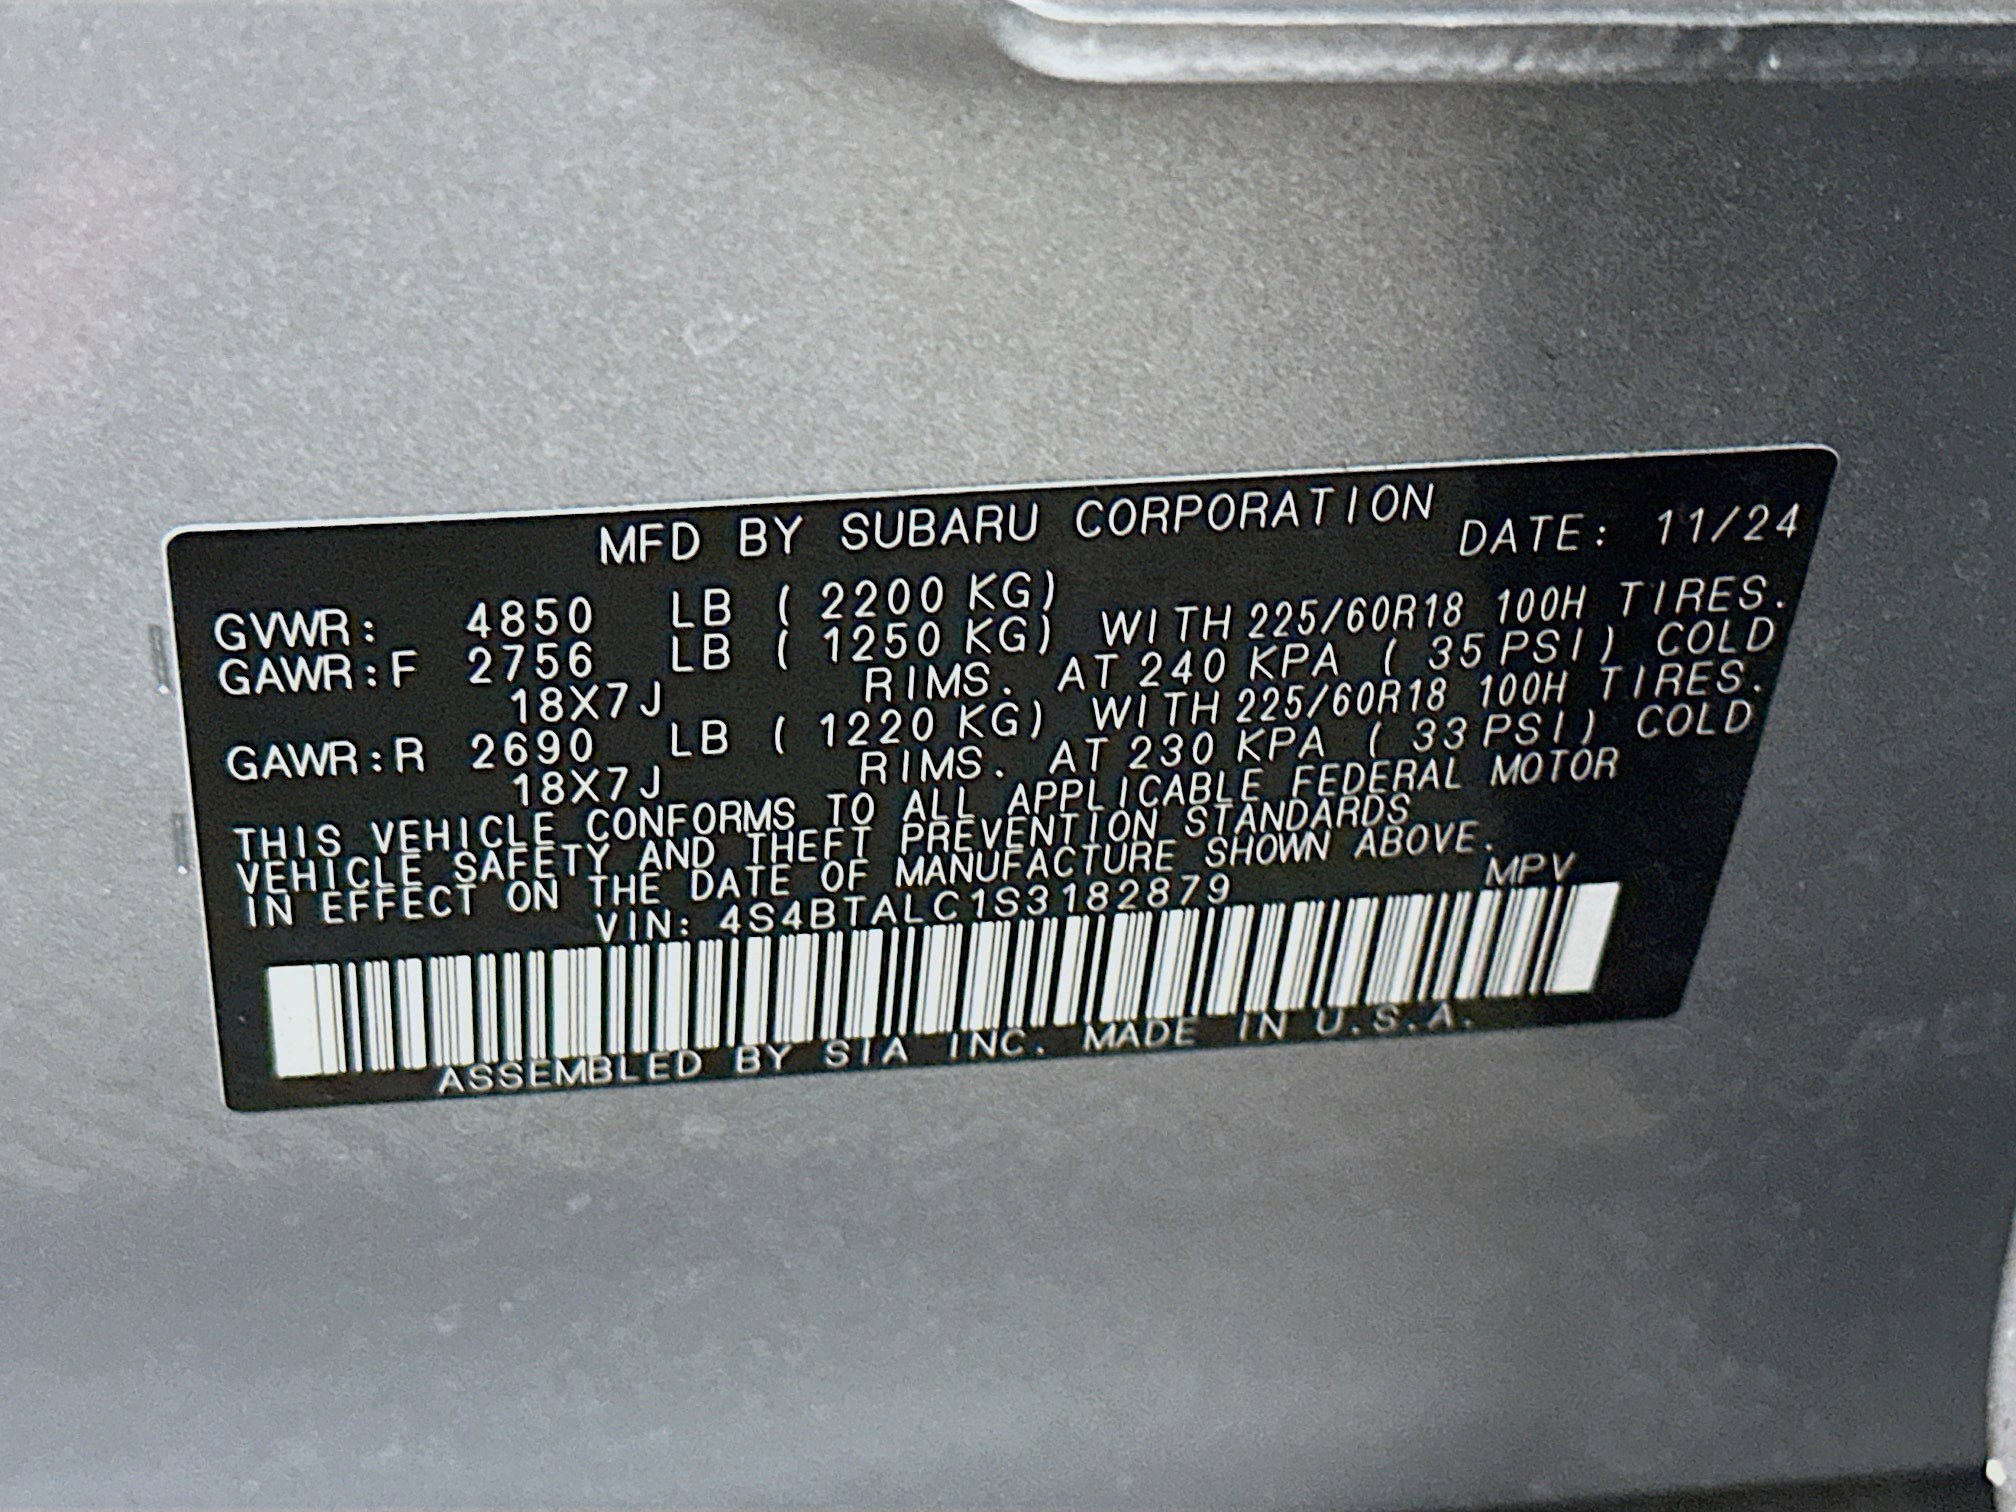 MFD BY SUBARU CORPORATION DATE: 11/24
GVWR: 4850 LB ( 2200 KG)
GAWR:F 2756 LB ( 1250 KG) WITH 225/60R18 100H TIRES.
18X7J RIMS. AT 240 KPA ( 35 PSI) COLD
GAWR:R 2690 LB ( 1220 KG) WITH 225/60R18 100H TIRES.
18X7J RIMS. AT 230 KPA ( 33 PSI) COLD
THIS VEHICLE CONFORMS TO ALL APPLICABLE FEDERAL MOTOR
VEHICLE SAFETY AND THEFT PREVENTION STANDARDS
IN EFFECT ON THE DATE OF MANUFACTURE SHOWN ABOVE.
VIN: 4S4BTALC1S3182879 MPV
ASSEMBLED BY SIA INC. MADE IN U.S.A.